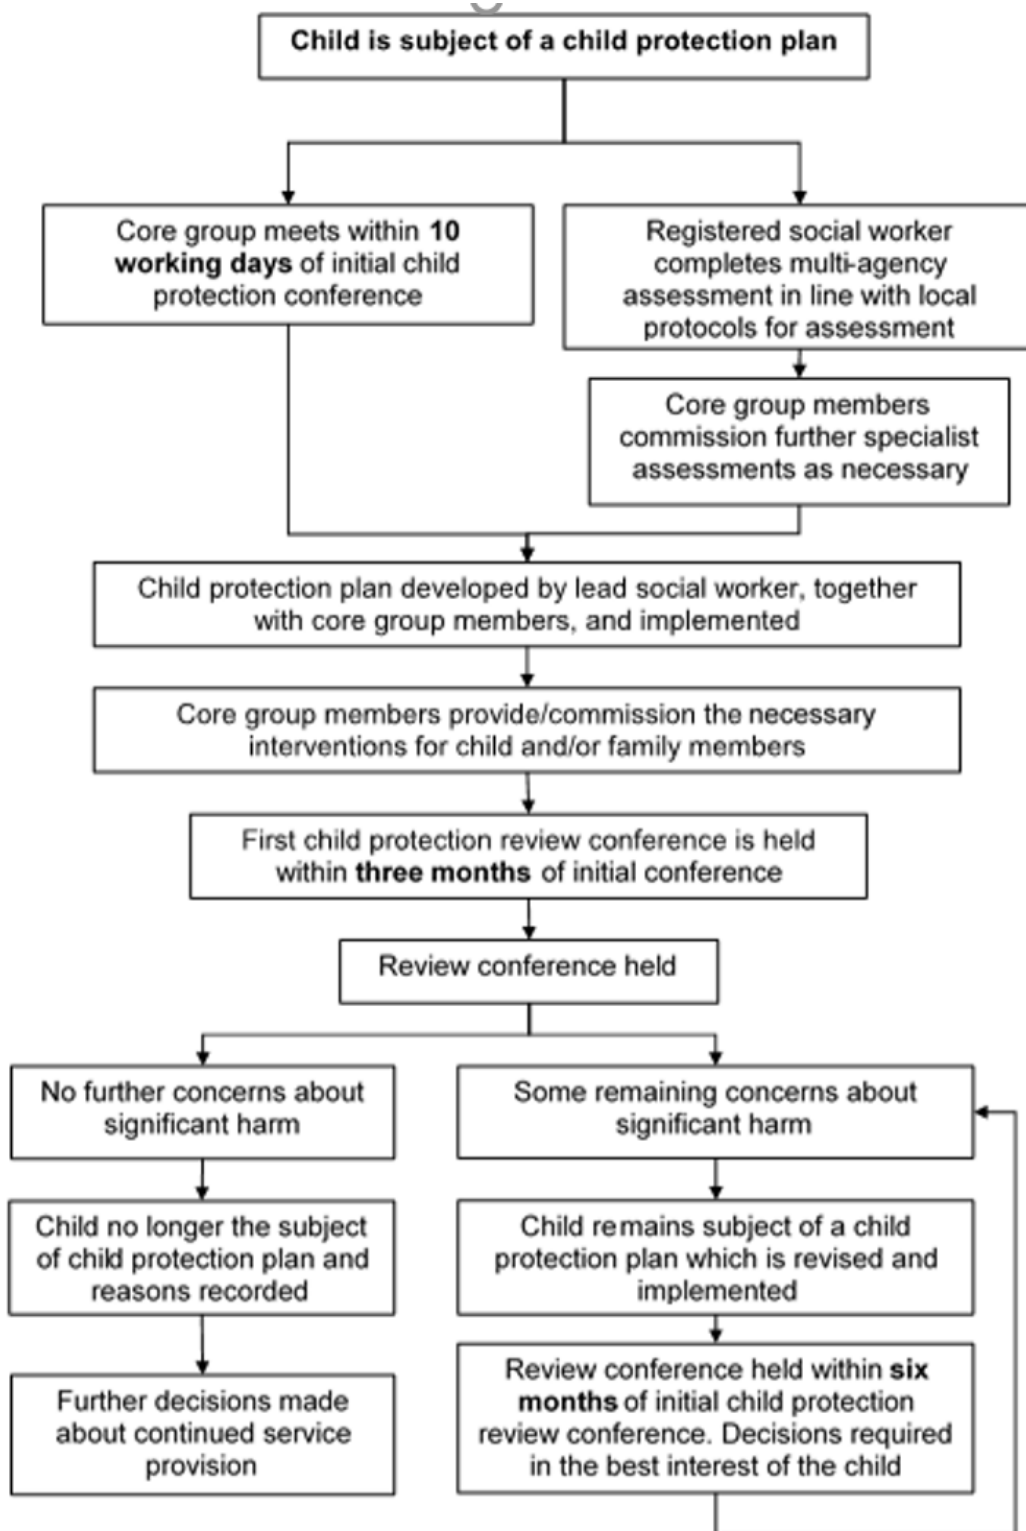 Child is subject of a child protection plan
Core group meets within 10
working days of initial child
protection conference
Registered social worker
completes multi-agency
assessment in line with local
protocols for assessment
Core group members
commission further specialist
assessments as necessary
Child protection plan developed by lead social worker, together
with core group members, and implemented
Core group members provide/commission the necessary
interventions for child and/or family members
First child protection review conference is held
within three months of initial conference
Review conference held
No further concerns about
significant harm
Some remaining concerns about
significant harm
Child no longer the subject
of child protection plan and
reasons recorded
Child remains subject of a child
protection plan which is revised and
implemented
Further decisions made
about continued service
provision
Review conference held within six
months of initial child protection
review conference. Decisions required
in the best interest of the child